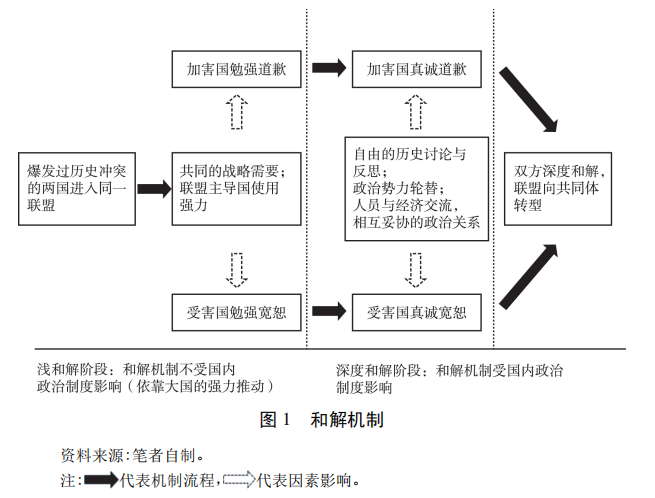 加害国勉强道歉
加害国真诚道歉
爆发过历史冲突
的两国进入同一
联盟
共同的战略需要；
联盟主导国使用
强力
自由的历史讨论与
反思；
政治势力轮替；
人员与经济交流，
相互妥协的政治关系
双方深度和解，
联盟向共同体
转型
受害国勉强宽恕
受害国真诚宽恕
浅和解阶段：和解机制不受国内
政治制度影响（依靠大国的强力推动）
深度和解阶段：和解机制受国内政治
制度影响
图 1 和解机制
资料来源：笔者自制。
注：代表机制流程，代表因素影响。